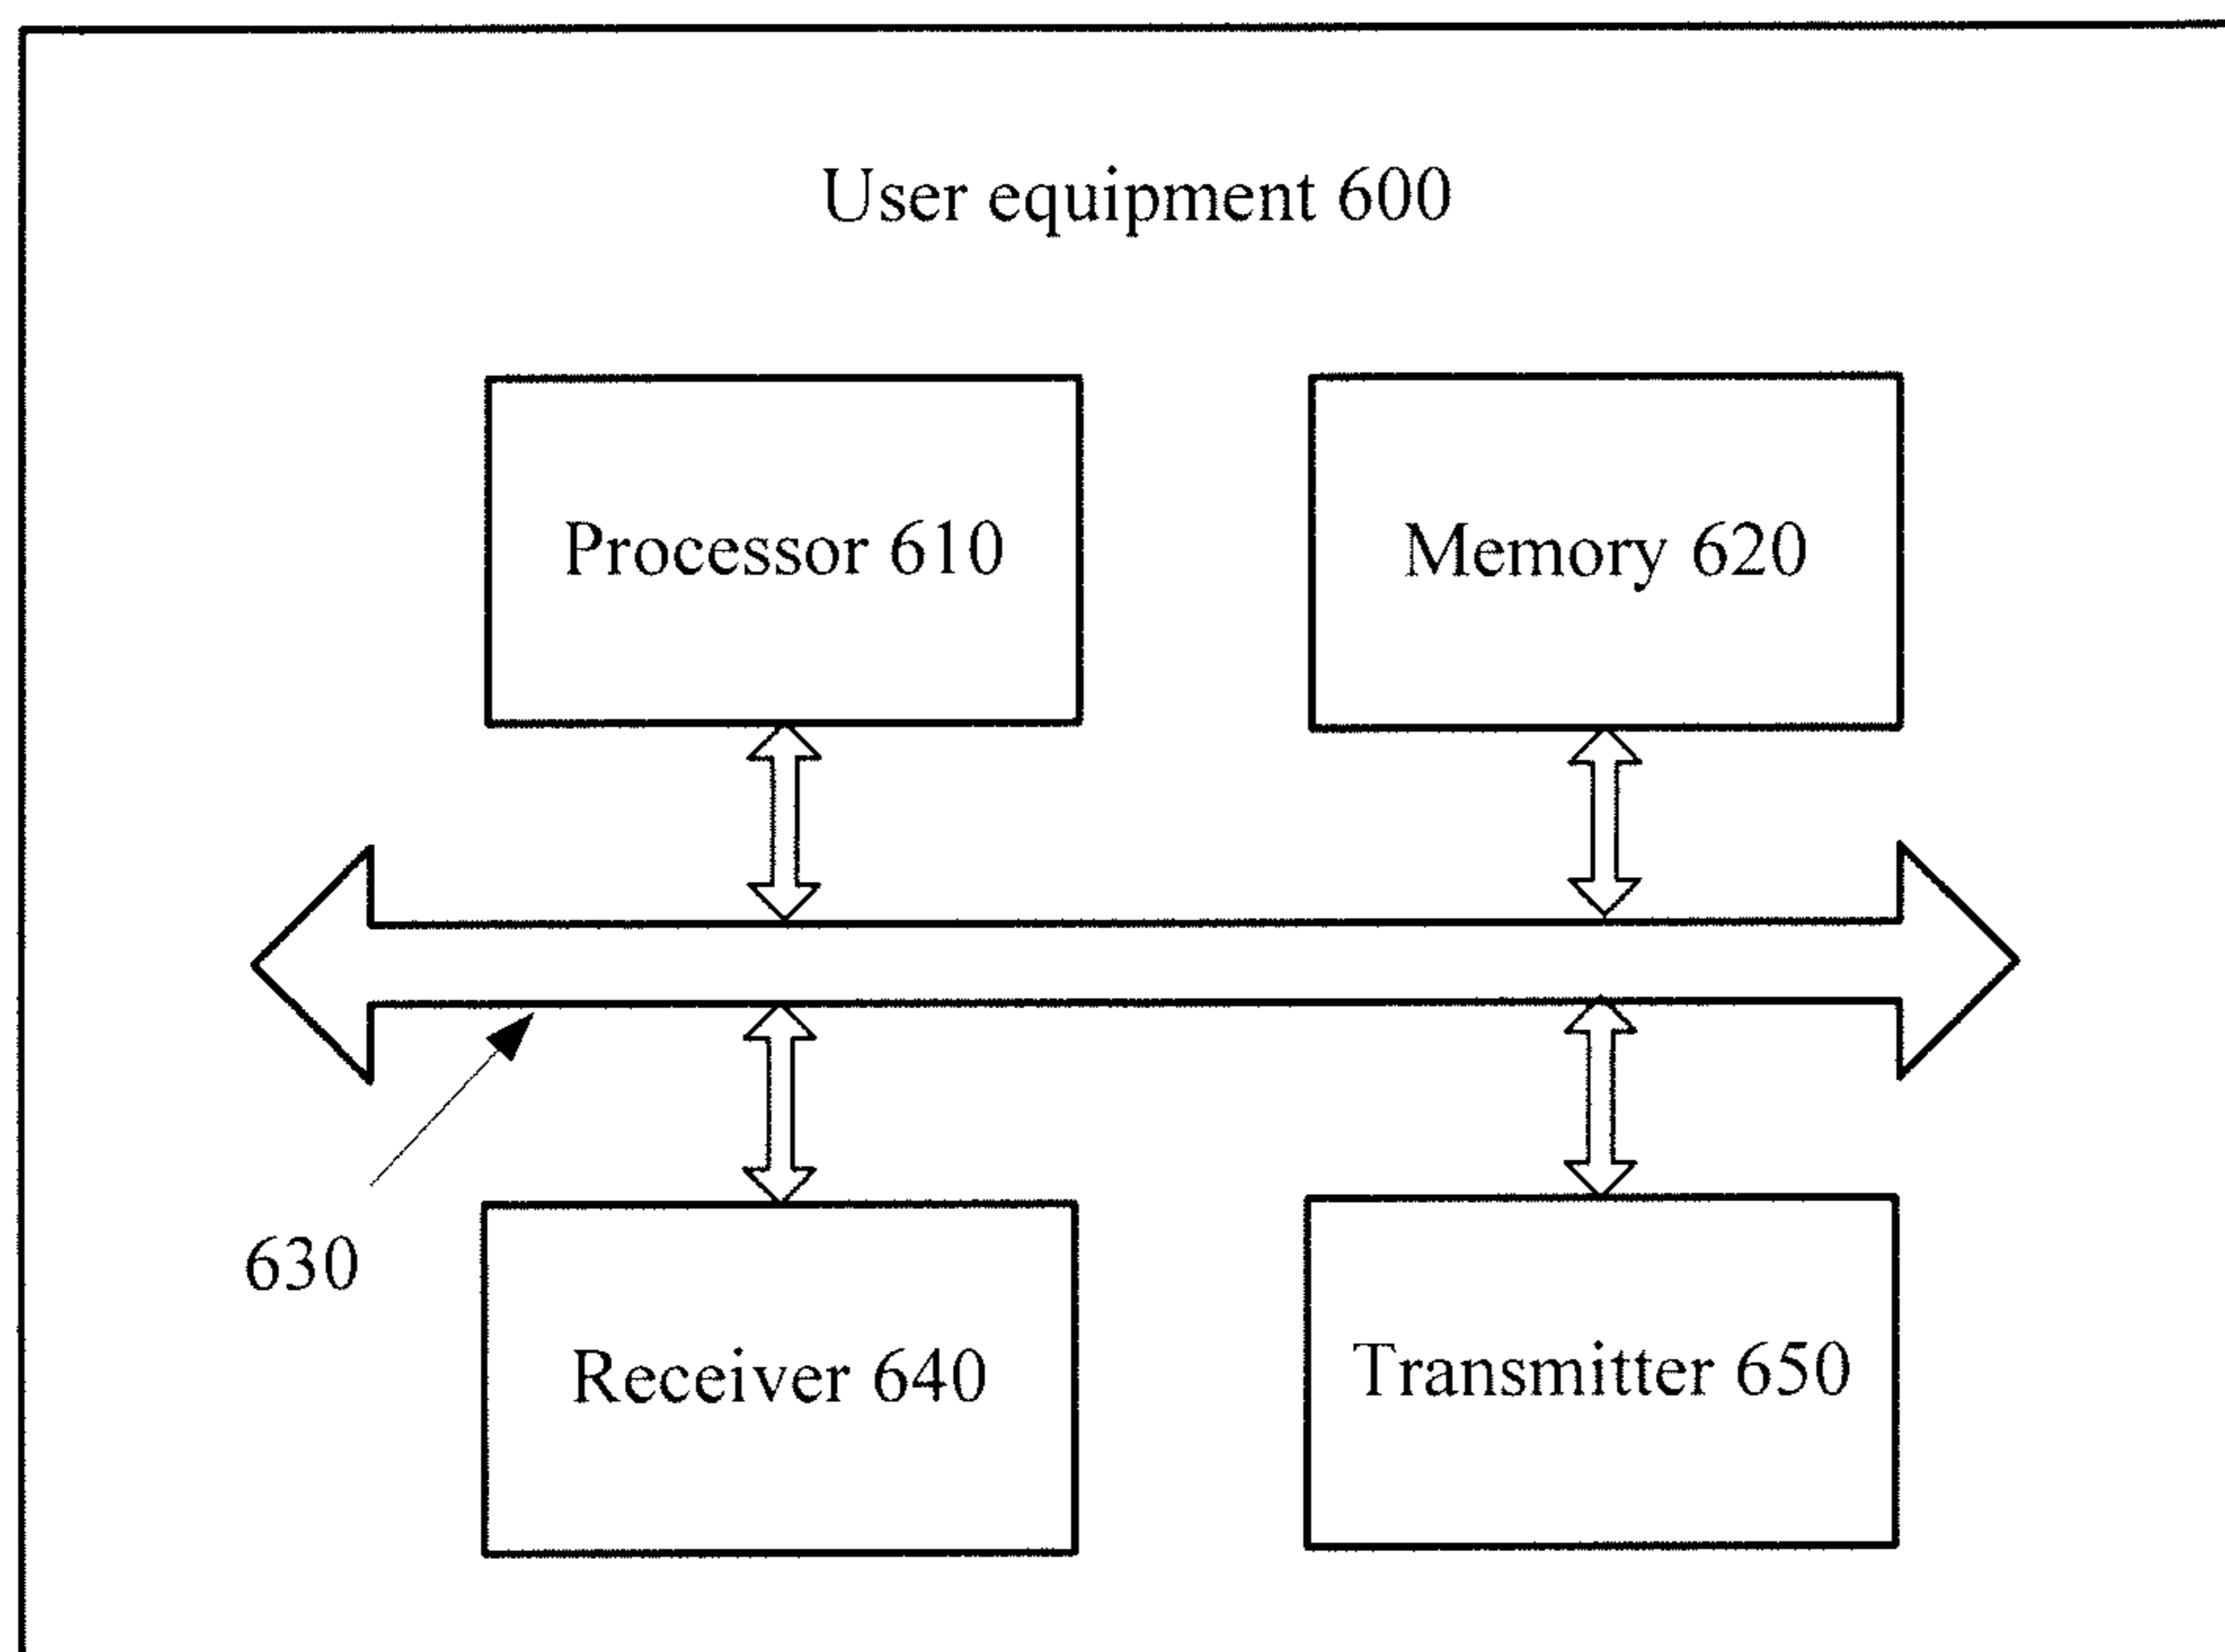 User equipment 600
Processor 610
Memory 620
630
Receiver 640
Transmitter 650